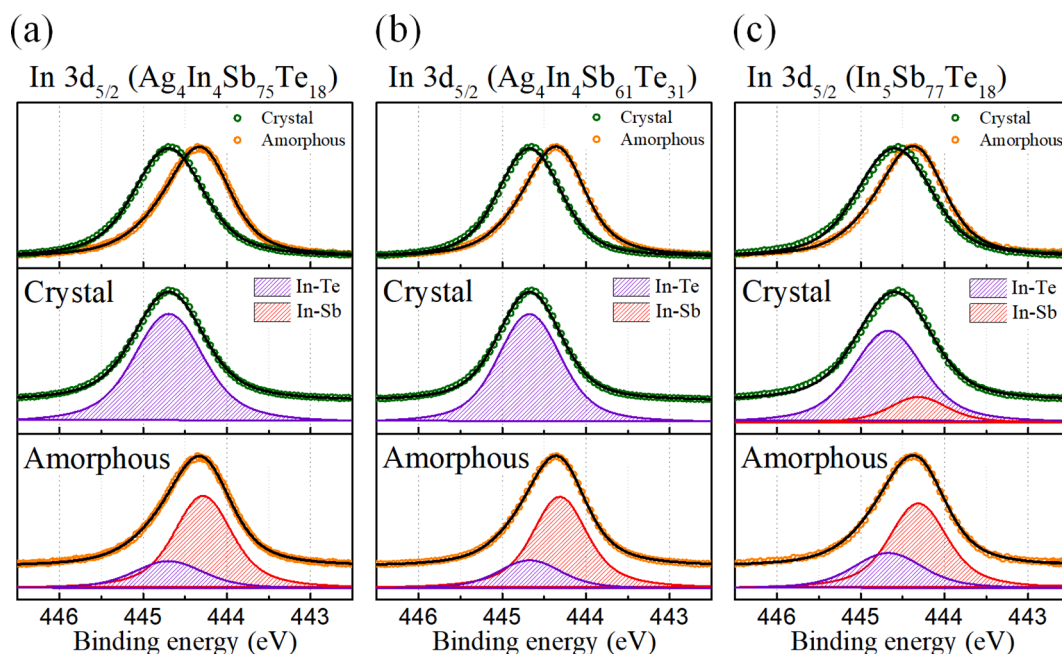 (a)
In 3d5/2 (Ag4In4Sb75Te18)
Crystal
Amorphous
Crystal
In-Te
In-Sb
Amorphous
446 445 444 443
Binding energy (eV)
(b)
In 3d5/2 (Ag4In4Sb61Te31)
Crystal
Amorphous
Crystal
In-Te
In-Sb
Amorphous
446 445 444 443
Binding energy (eV)
(c)
In 3d5/2 (In5Sb77Te18)
Crystal
Amorphous
Crystal
In-Te
In-Sb
Amorphous
446 445 444 443
Binding energy (eV)